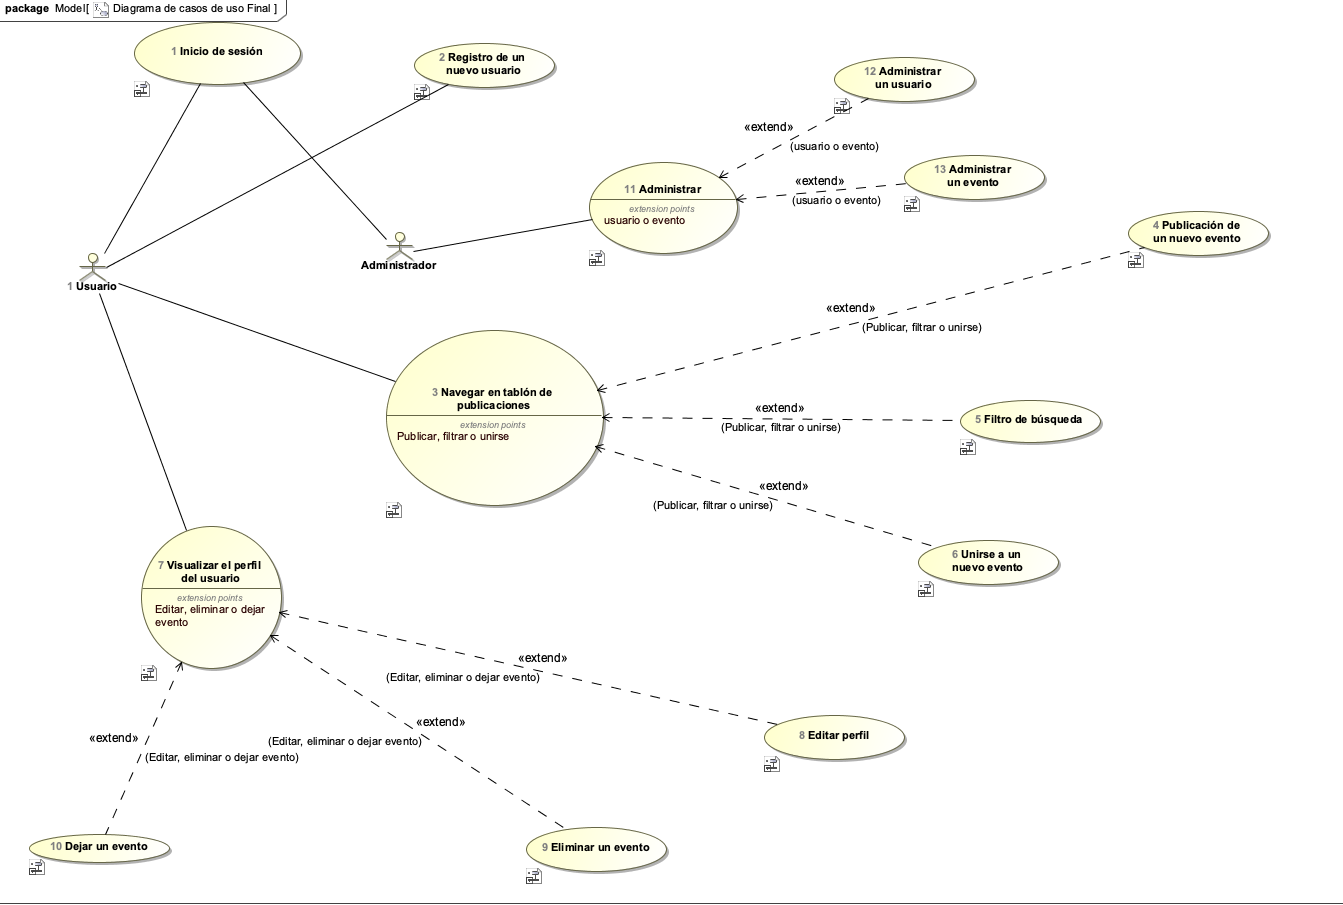 package Model[ Diagrama de casos de uso Final ]
1 Inicio de sesión
2 Registro de un
nuevo usuario
12 Administrar
un usuario
«extend»
(usuario o evento)
13 Administrar
un evento
«extend»
(usuario o evento)
11 Administrar
extension points
usuario o evento
4 Publicación de
un nuevo evento
Administrador
1 Usuario
«extend»
(Publicar, filtrar o unirse)
3 Navegar en tablón de
publicaciones
extension points
Publicar, filtrar o unirse
«extend»
(Publicar, filtrar o unirse)
5 Filtro de búsqueda
«extend»
(Publicar, filtrar o unirse)
6 Unirse a un
nuevo evento
7 Visualizar el perfil
del usuario
extension points
Editar, eliminar o dejar
evento
«extend»
(Editar, eliminar o dejar evento)
8 Editar perfil
«extend»
(Editar, eliminar o dejar evento)
«extend»
(Editar, eliminar o dejar evento)
10 Dejar un evento
9 Eliminar un evento